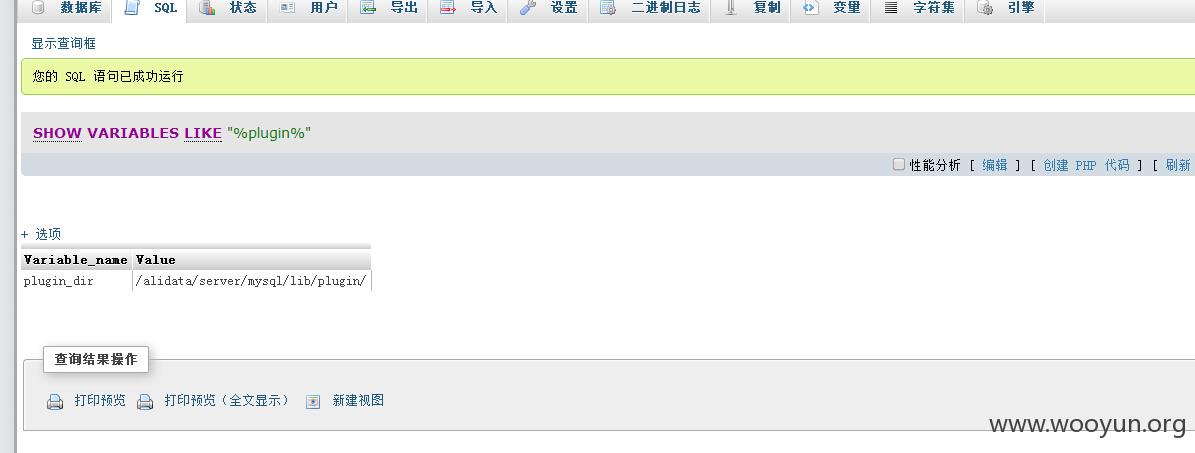 数据库 SQL 状态 用户 导出 导入 设置 二进制日志 复制 变量 字符集 引擎
显示查询框
您的 SQL 语句已成功运行
SHOW VARIABLES LIKE "%plugin%"
性能分析 [ 编辑 ] [ 创建 PHP 代码 ] [ 刷新
+ 选项
Variable_name Value
plugin_dir /alidata/server/mysql/lib/plugin/
查询结果操作
打印预览 打印预览（全文显示） 新建视图
www.wooyun.org